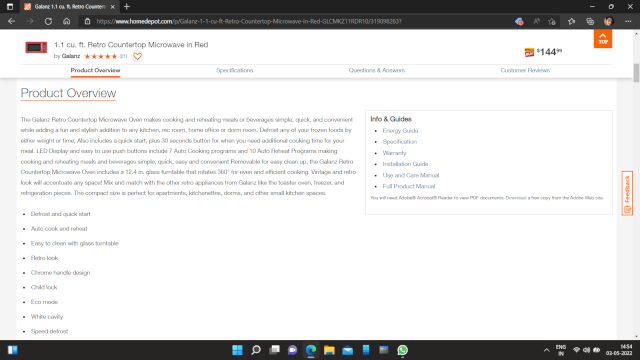 Galanz 1.1 cu. ft. Retro Countert
https://www.homedepot.com/p/Galanz-1-1-cu-ft-Retro-Countertop-Microwave-in-Red-GLCMKZ11RDR10/319098263?
TOP
1.1 cu. ft. Retro Countertop Microwave in Red
by Galanz (21)
$144⁹⁹
Product Overview Specifications Questions & Answers Customer Reviews
Product Overview
The Galanz Retro Countertop Microwave Oven makes cooking and reheating meals or beverages simple, quick, and convenient
while adding a fun and stylish addition to any kitchen, rec room, home office or dorm room. Defrost any of your frozen foods by
either weight or time; Also includes a quick start, plus 30 seconds button for when you need additional cooking time for your
meal. LED Display and easy to use push buttons include 7 Auto Cooking programs and 10 Auto Reheat Programs making
cooking and reheating meals and beverages simple, quick, easy and convenient Removable for easy clean up, the Galanz Retro
Countertop Microwave Oven includes a 12.4 in. glass turntable that rotates 360° for even and efficient cooking. Vintage and retro
look will accentuate any space! Mix and match with the other retro appliances from Galanz like the toaster oven, freezer, and
refrigeration pieces. The compact size is perfect for apartments, kitchenettes, dorms, and other small kitchen spaces.
• Defrost and quick start
• Auto cook and reheat
• Easy to clean with glass turntable
• Retro look
• Chrome handle design
• Child lock
• Eco mode
• White cavity
• Speed defrost
Info & Guides
• Energy Guide
• Specification
• Warranty
• Installation Guide
• Use and Care Manual
• Full Product Manual
You will need Adobe® Acrobat® Reader to view PDF documents. Download a free copy from the Adobe Web site.
Feedback
ENG
IN
14:54
03-05-2022